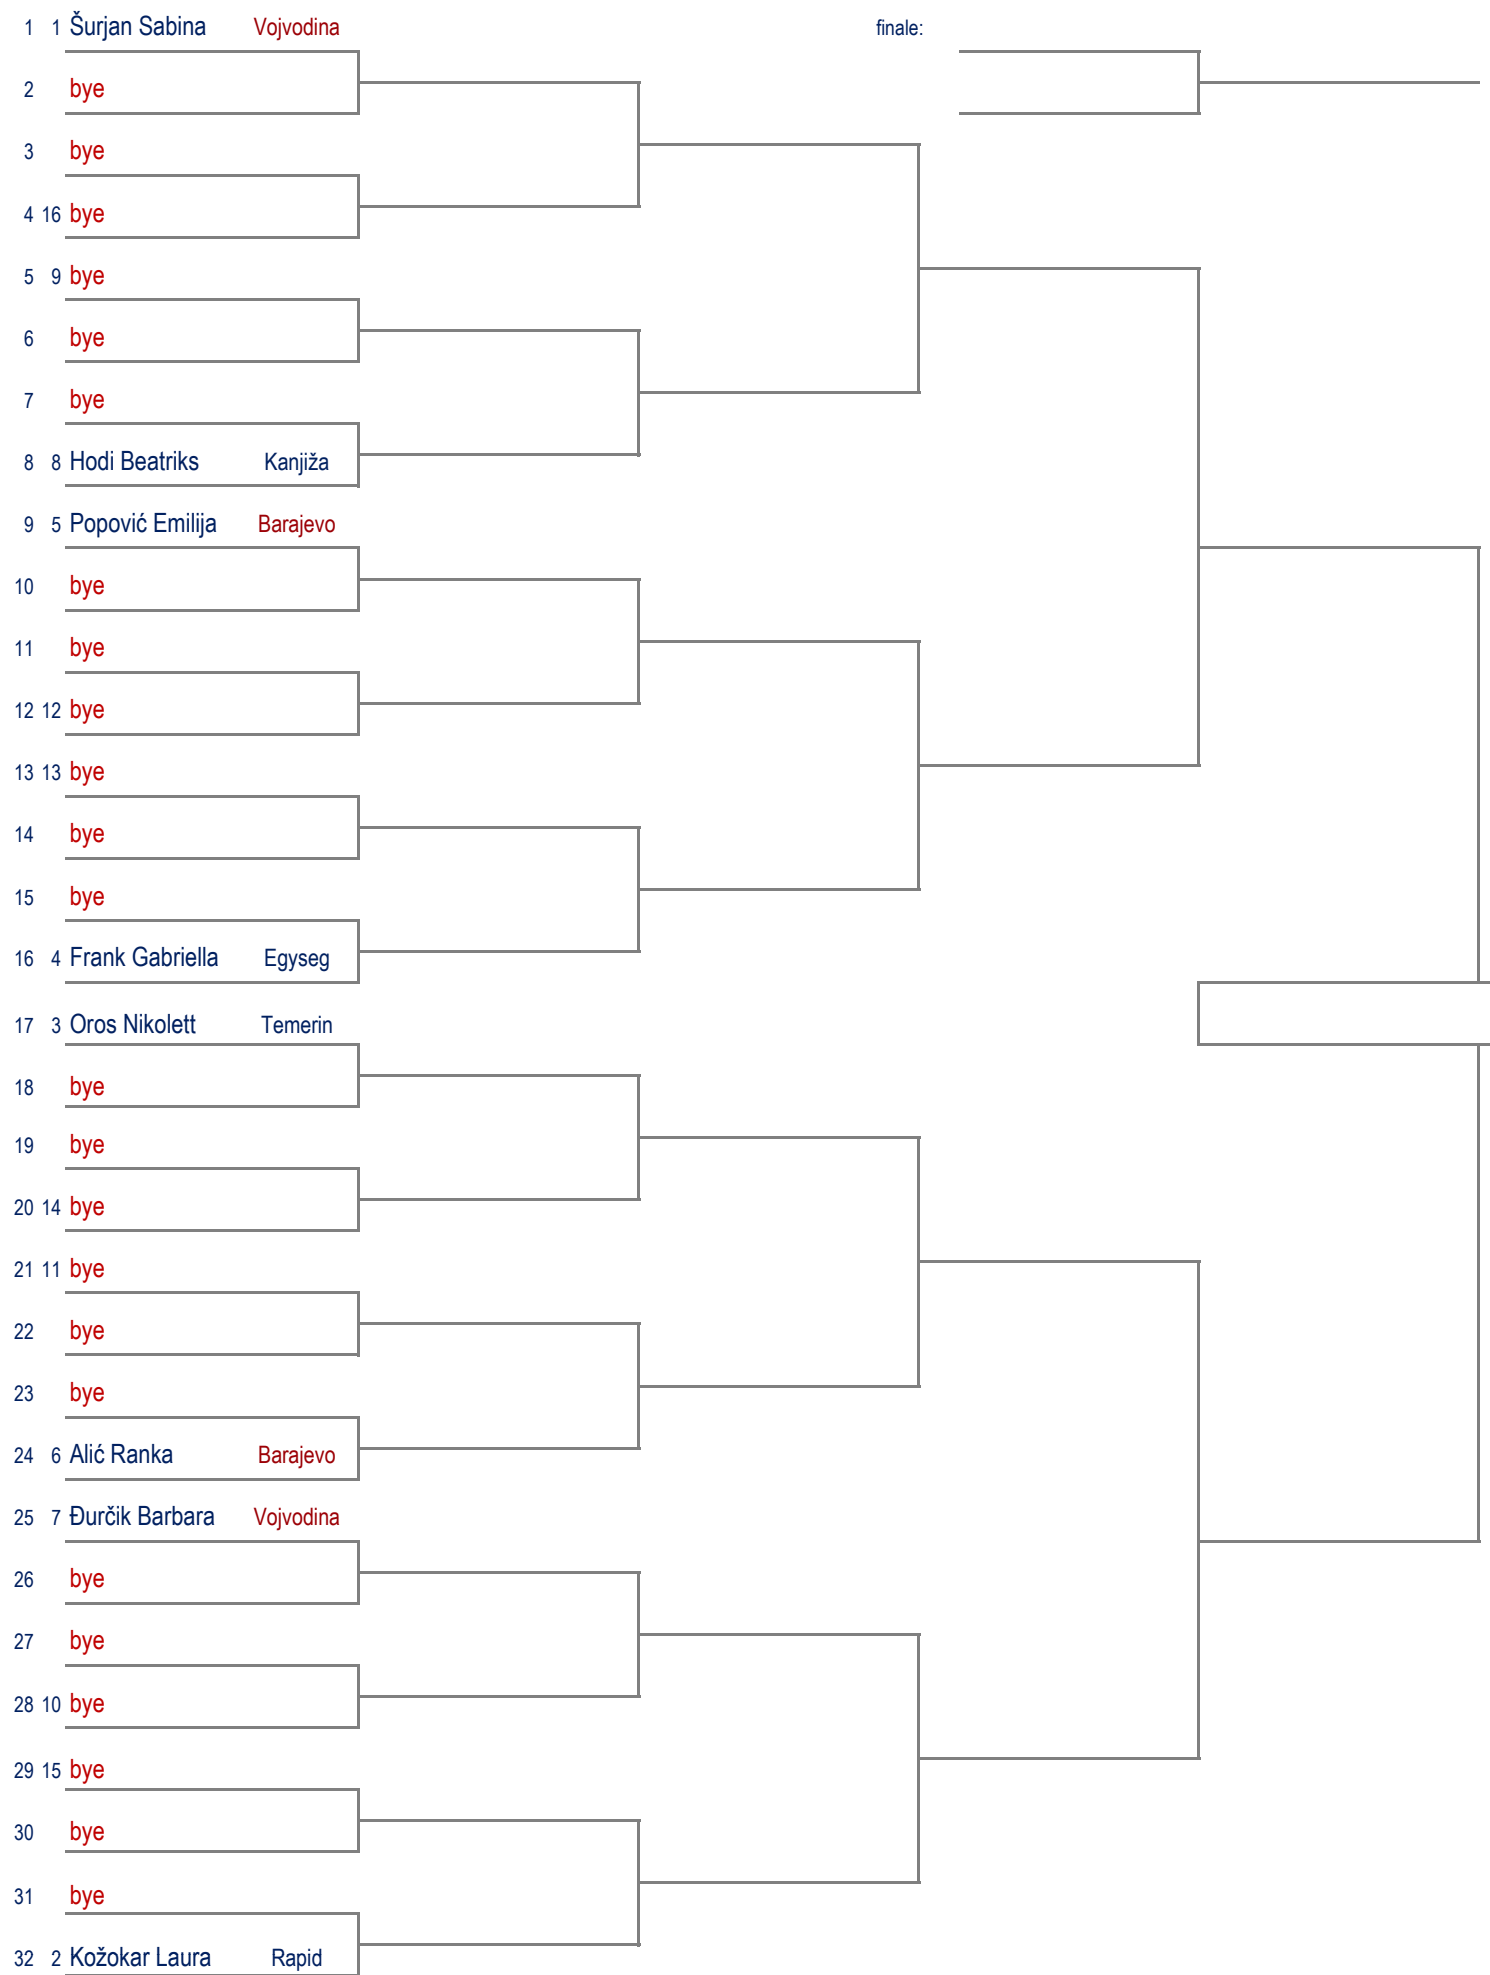 1 1 Šurjan Sabina Vojvodina finale:
2 bye
3 bye
4 16 bye
5 9 bye
6 bye
7 bye
8 8 Hodi Beatriks Kanjiža
9 5 Popović Emilija Barajevo
10 bye
11 bye
12 12 bye
13 13 bye
14 bye
15 bye
16 4 Frank Gabriella Egyseg
17 3 Oros Nikolett Temerin
18 bye
19 bye
20 14 bye
21 11 bye
22 bye
23 bye
24 6 Alić Ranka Barajevo
25 7 Đurčik Barbara Vojvodina
26 bye
27 bye
28 10 bye
29 15 bye
30 bye
31 bye
32 2 Kožokar Laura Rapid